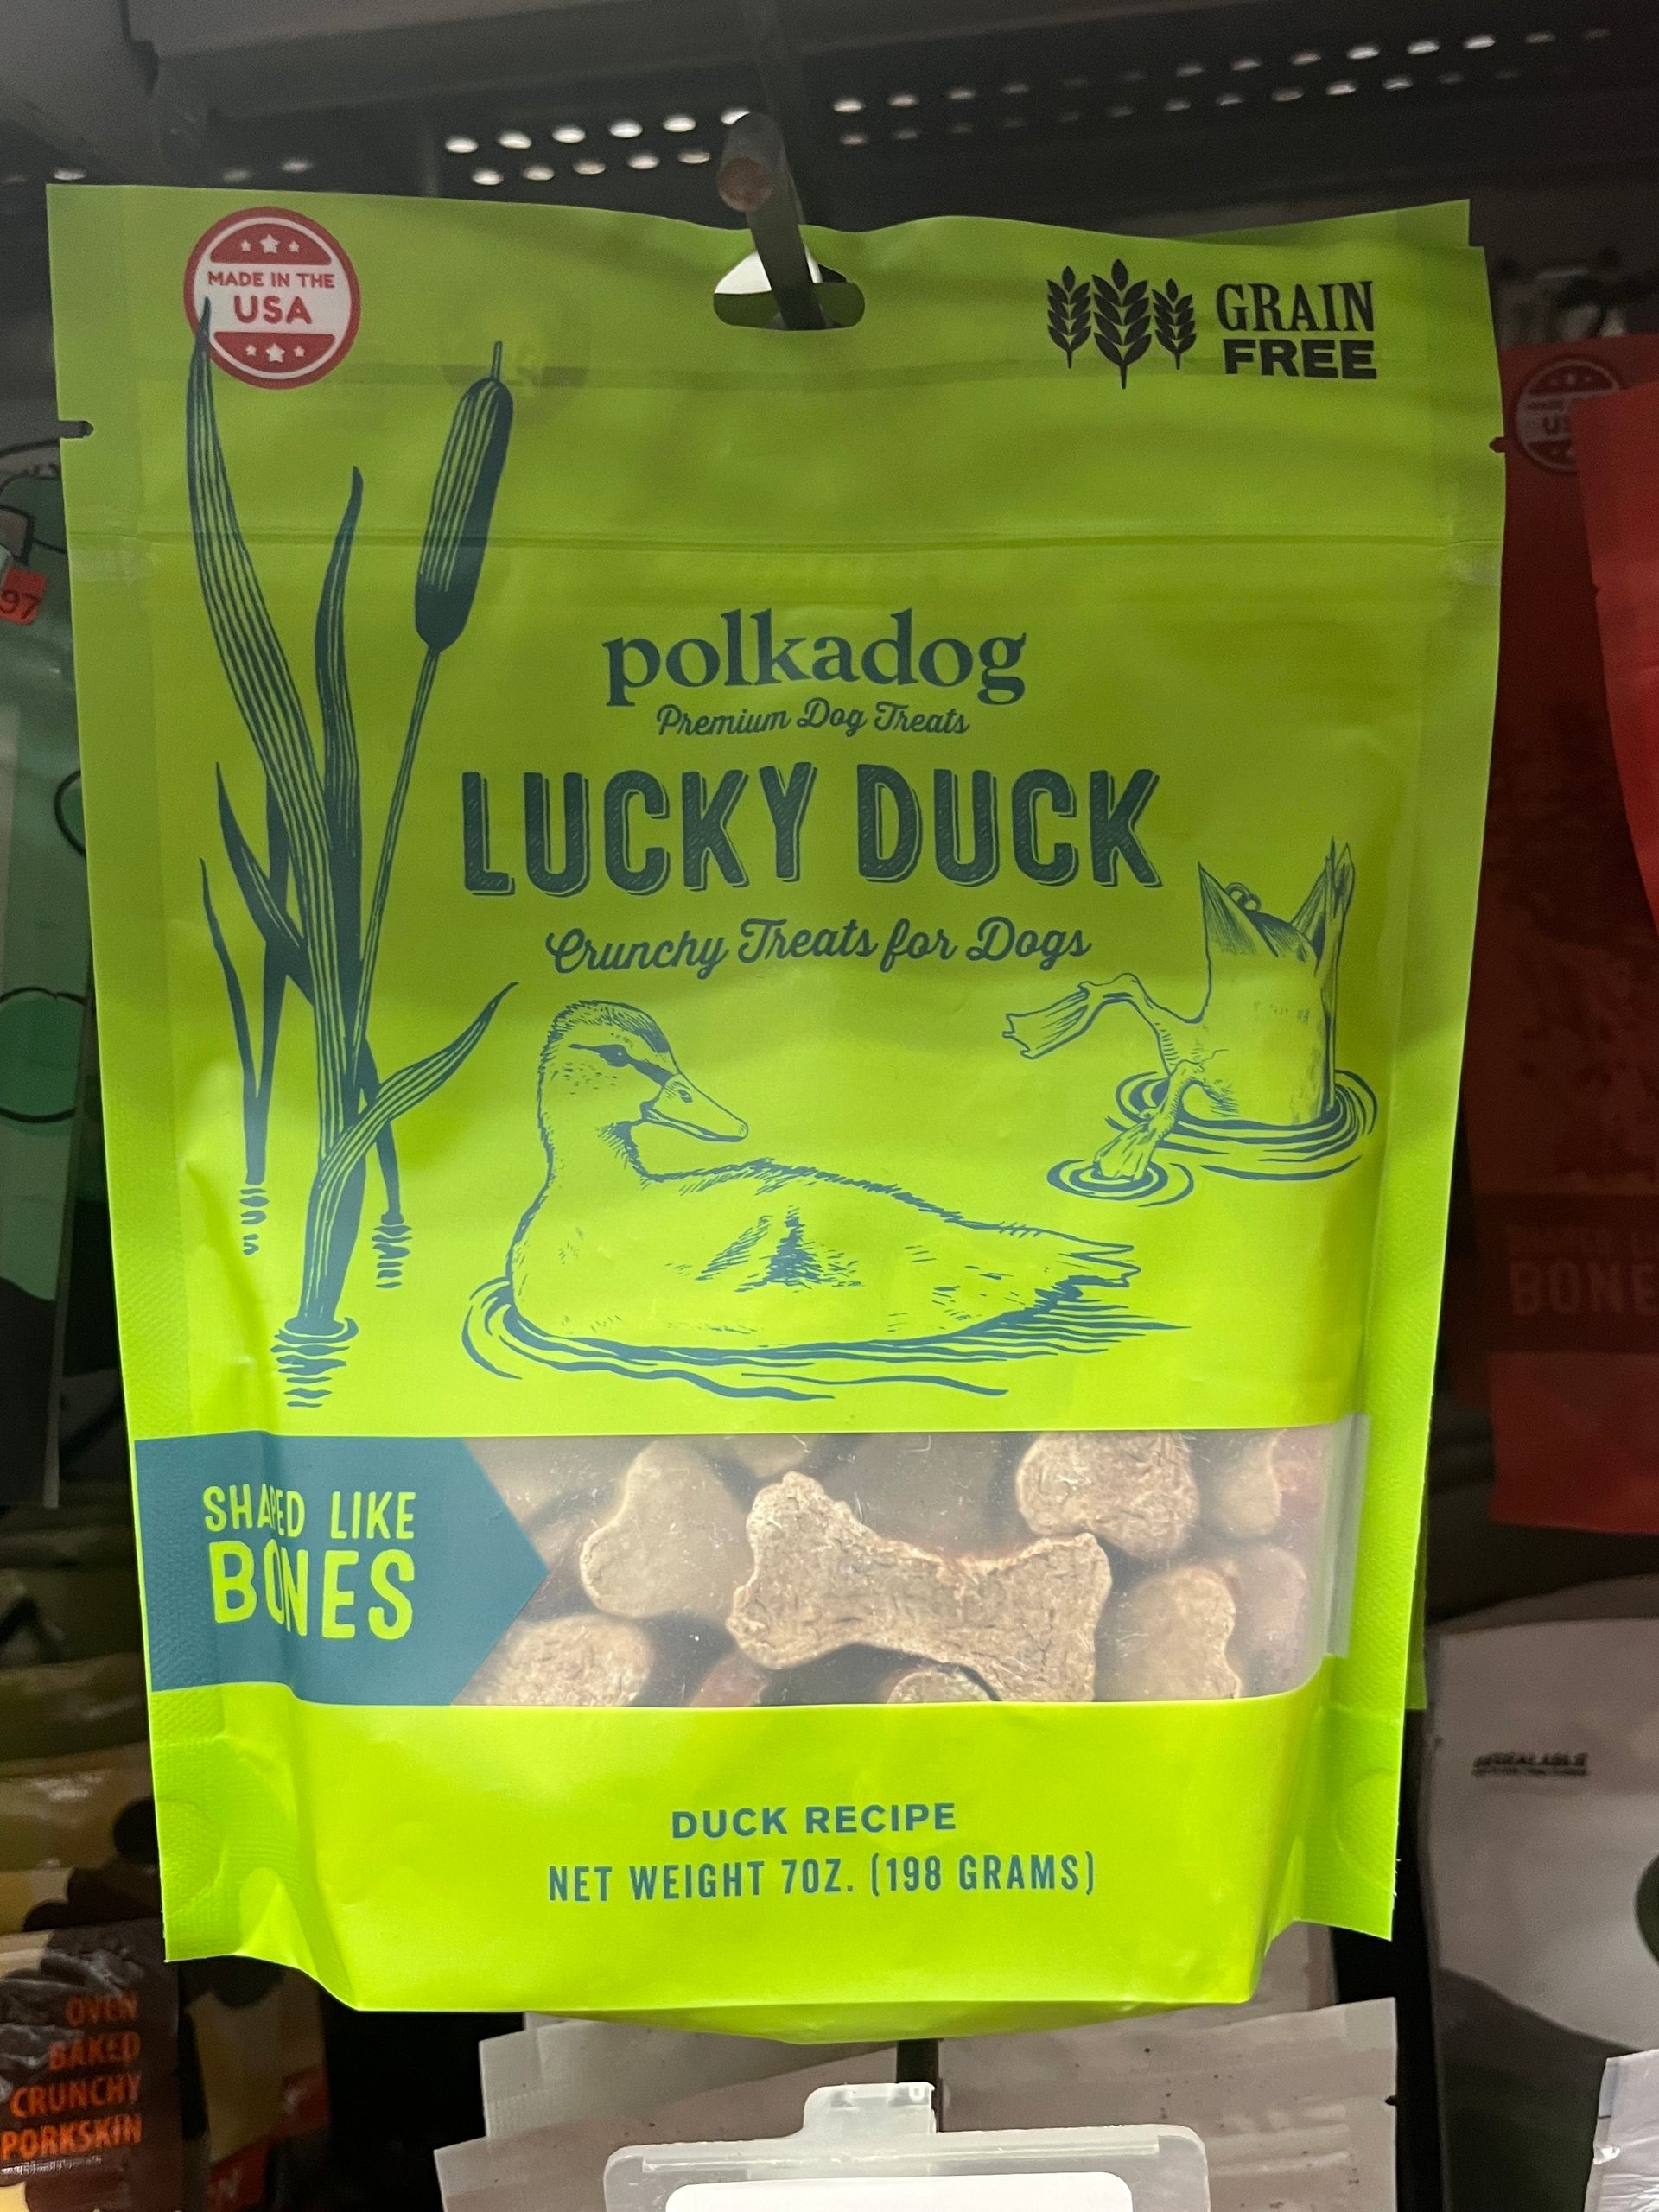 MADE IN THE
USA
GRAIN
FREE
97
polkadog
Premium Dog Treats
LUCKY DUCK
Crunchy Treats for Dogs
SHAPED LIKE
BONES
DUCK RECIPE
NET WEIGHT 7OZ. (198 GRAMS)
OVEN
BAKED
CRUNCHY
PORKSKIN